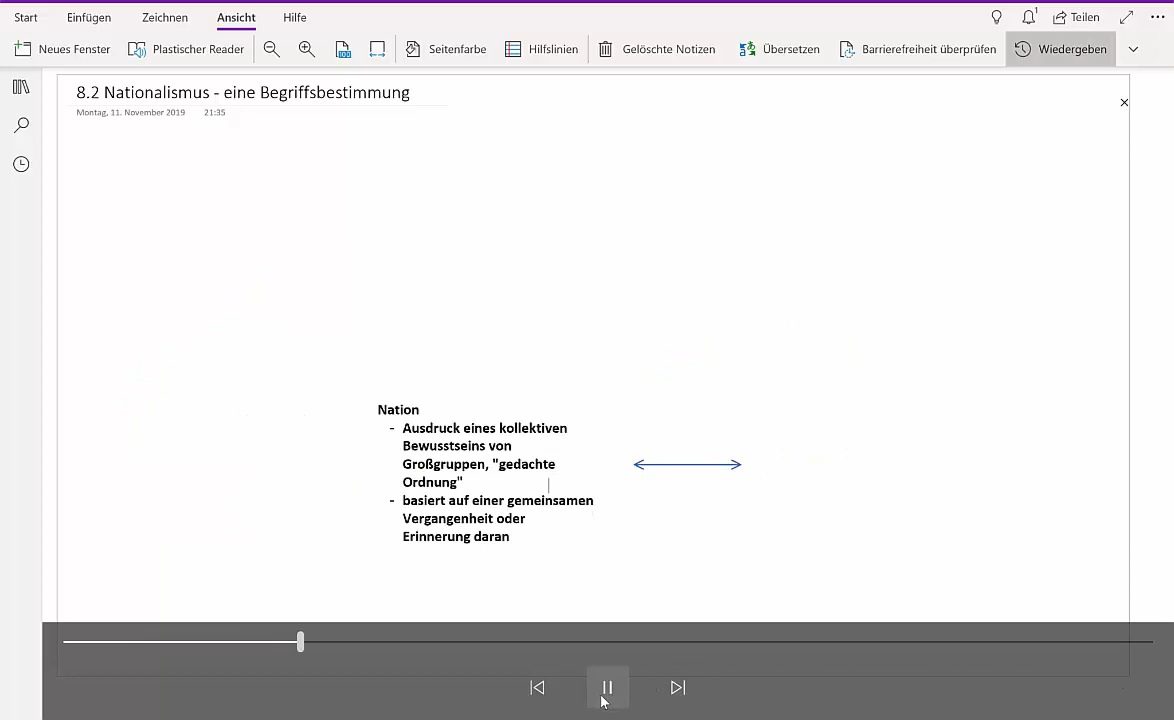 Start Einfügen Zeichnen Ansicht Hilfe 1 Teilen
Neues Fenster Plastischer Reader Seitenfarbe Hilfslinien Gelöschte Notizen Übersetzen Barrierefreiheit überprüfen Wiedergeben
8.2 Nationalismus - eine Begriffsbestimmung
Montag, 11. November 2019 21:35
Nation
- Ausdruck eines kollektiven
Bewusstseins von
Großgruppen, "gedachte
Ordnung"
- basiert auf einer gemeinsamen
Vergangenheit oder
Erinnerung daran